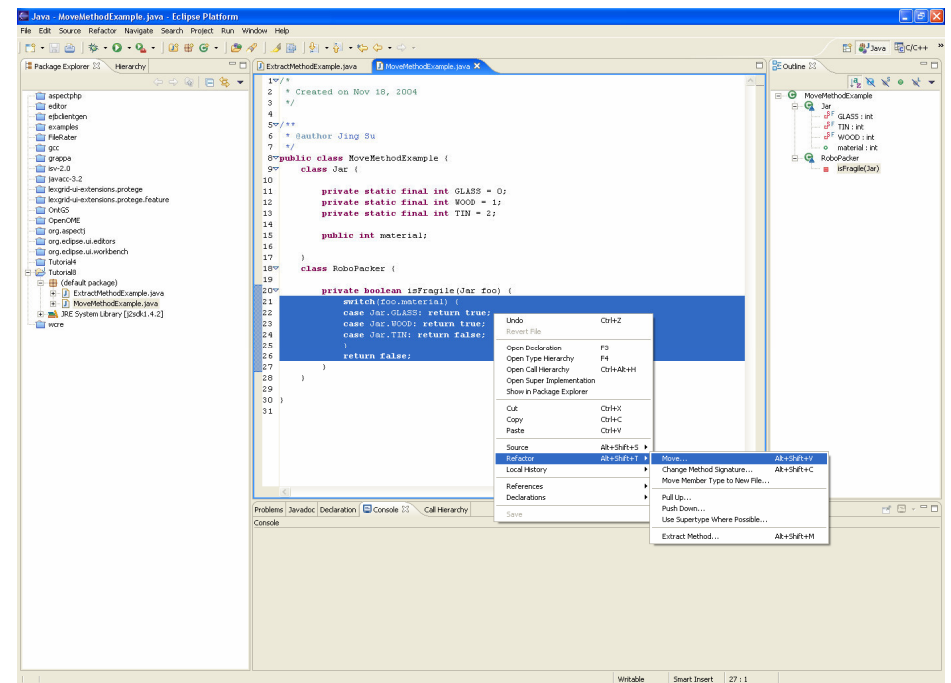 Java - MoveMethodExample.java - Eclipse Platform
File Edit Source Refactor Navigate Search Project Run Window Help
Java C/C++ »
Package Explorer Hierarchy
aspectphp
editor
ejbclientgen
examples
FileRater
gcc
grappa
isv-2.0
javacc-3.2
lexgrid-ui-extensions.protege
lexgrid-ui-extensions.protege.feature
OntGS
OpenOME
org.aspectj
org.eclipse.ui.editors
org.eclipse.ui.workbench
Tutorial4
Tutorial8
(default package)
ExtractMethodExample.java
MoveMethodExample.java
JRE System Library [j2sdk1.4.2]
wcre
ExtractMethodExample.java MoveMethodExample.java
1 /*
2 * Created on Nov 18, 2004
3 */
4
5 /**
6 * @author Jing Su
7 */
8 public class MoveMethodExample {
9 class Jar {
10
11 private static final int GLASS = 0;
12 private static final int WOOD = 1;
13 private static final int TIN = 2;
14
15 public int material;
16
17 }
18 class RoboPacker {
19
20 private boolean isFragile(Jar foo) {
21 switch(foo.material) {
22 case Jar.GLASS: return true;
23 case Jar.WOOD: return true;
24 case Jar.TIN: return false;
25 }
26 return false;
27 }
28 }
29
30 }
31
Undo Ctrl+Z
Revert File
Open Declaration F3
Open Type Hierarchy F4
Open Call Hierarchy Ctrl+Alt+H
Open Super Implementation
Show in Package Explorer
Cut Ctrl+X
Copy Ctrl+C
Paste Ctrl+V
Source Alt+Shift+S
Refactor Alt+Shift+T
Local History
References
Declarations
Save
Move... Alt+Shift+V
Change Method Signature... Alt+Shift+C
Move Member Type to New File...
Pull Up...
Push Down...
Use Supertype Where Possible...
Extract Method... Alt+Shift+M
Outline
MoveMethodExample
Jar
GLASS : int
TIN : int
WOOD : int
material : int
RoboPacker
isFragile(Jar)
Problems Javadoc Declaration Console Call Hierarchy
Console
Writable Smart Insert 27 : 1